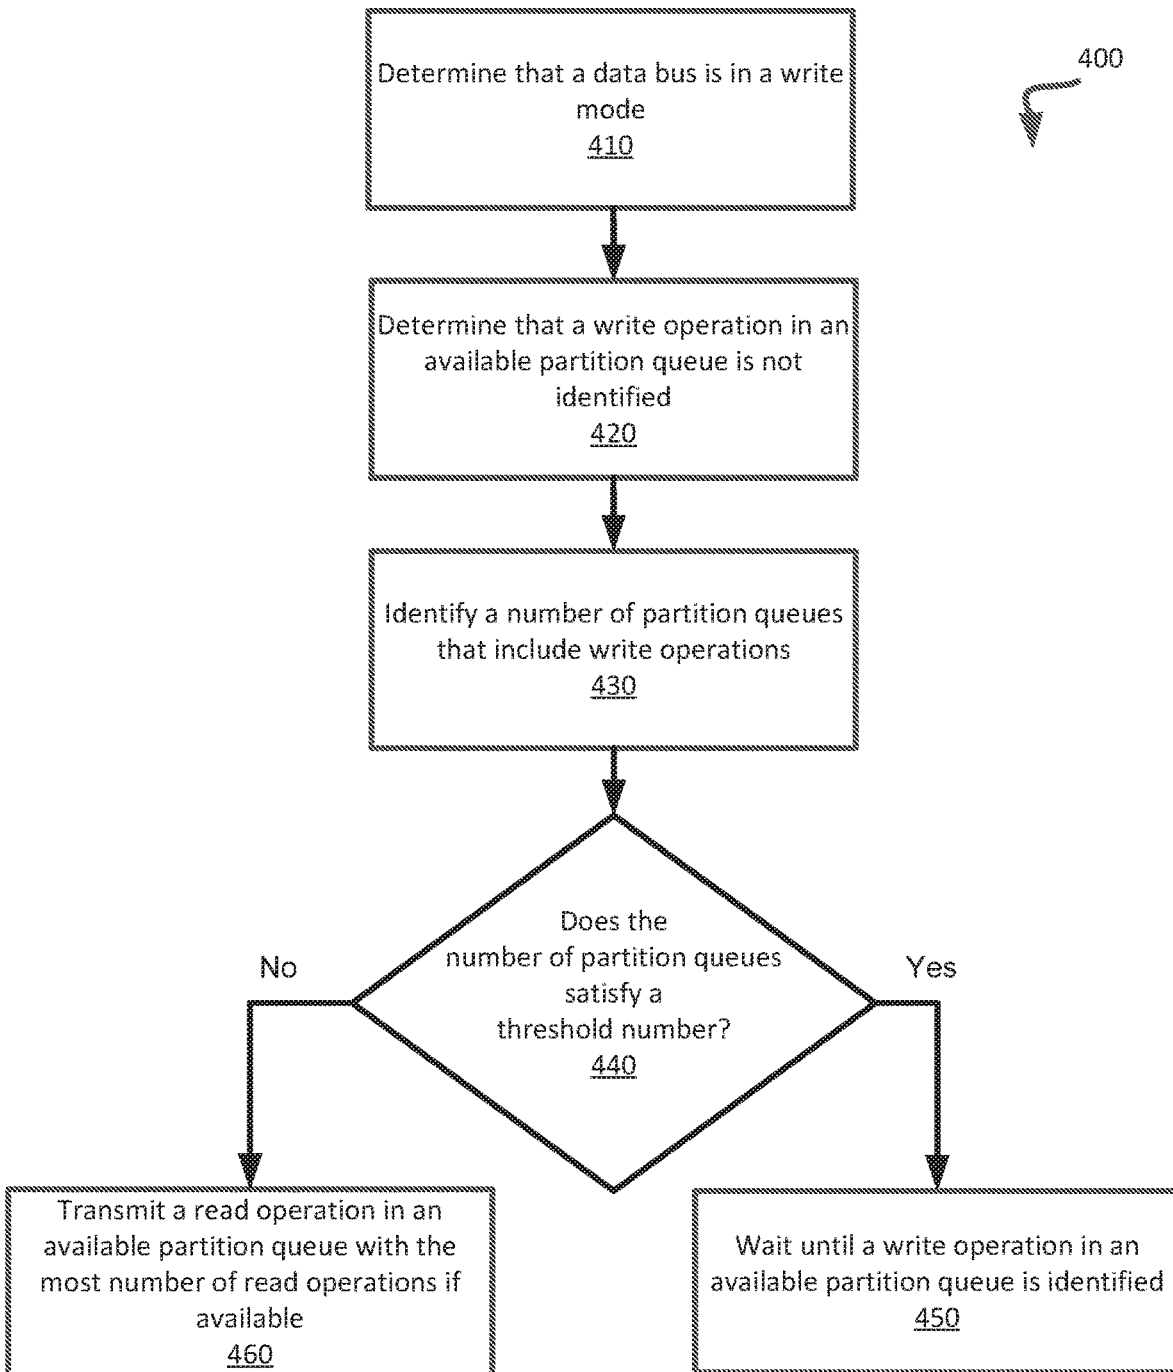 Determine that a data bus is in a write
mode
410
400
Determine that a write operation in an
available partition queue is not
identified
420
Identify a number of partition queues
that include write operations
430
Does the
number of partition queues
satisfy a
threshold number?
440
No
Yes
Transmit a read operation in an
available partition queue with the
most number of read operations if
available
460
Wait until a write operation in an
available partition queue is identified
450